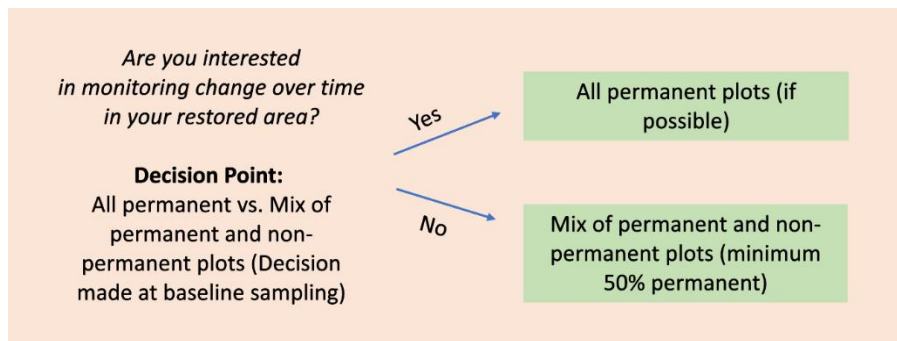 Are you interested
in monitoring change over time
in your restored area?
Decision Point:
All permanent vs. Mix of
permanent and non-
permanent plots (Decision
made at baseline sampling)
Yes
No
All permanent plots (if
possible)
Mix of permanent and non-
permanent plots (minimum
50% permanent)